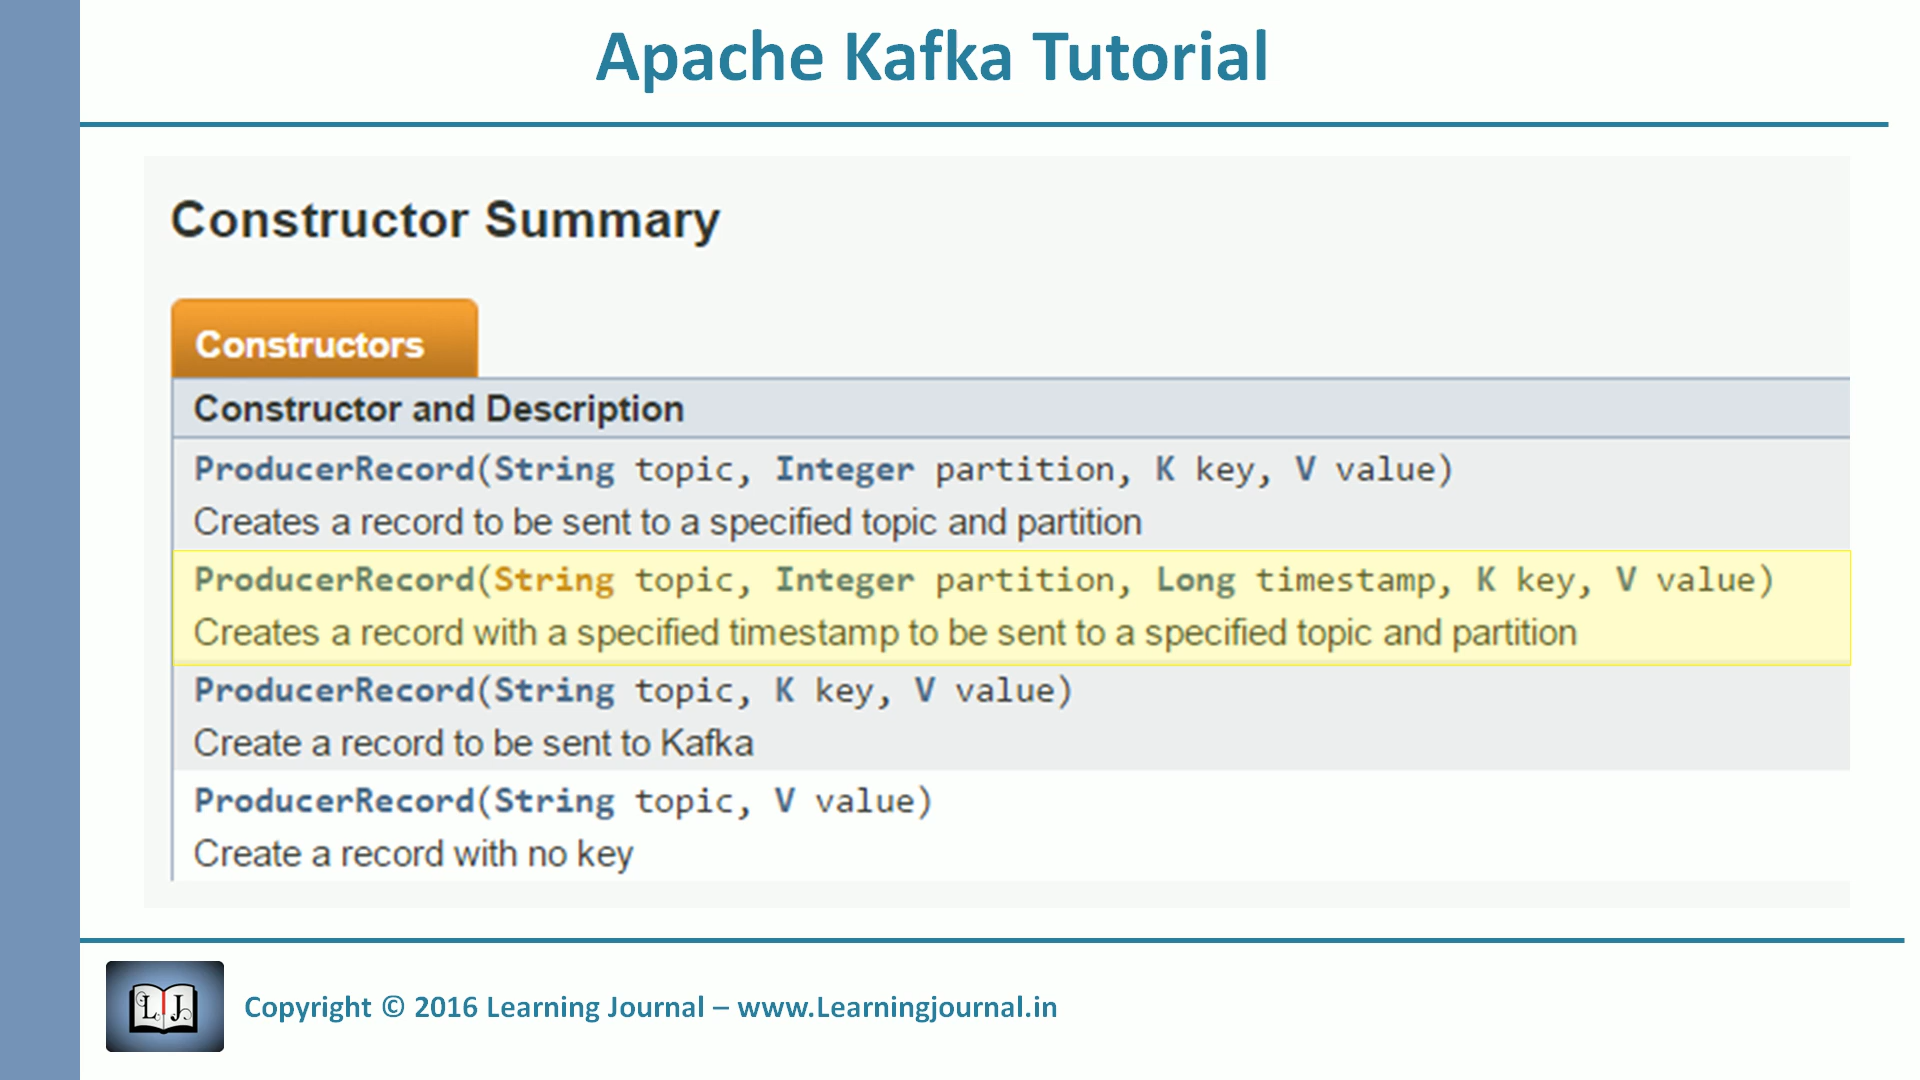 Apache Kafka Tutorial
Constructor Summary
Constructors
Constructor and Description
ProducerRecord(String topic, Integer partition, K key, V value)
Creates a record to be sent to a specified topic and partition
ProducerRecord(String topic, Integer partition, Long timestamp, K key, V value)
Creates a record with a specified timestamp to be sent to a specified topic and partition
ProducerRecord(String topic, K key, V value)
Create a record to be sent to Kafka
ProducerRecord(String topic, V value)
Create a record with no key
LJ
Copyright © 2016 Learning Journal – www.Learningjournal.in